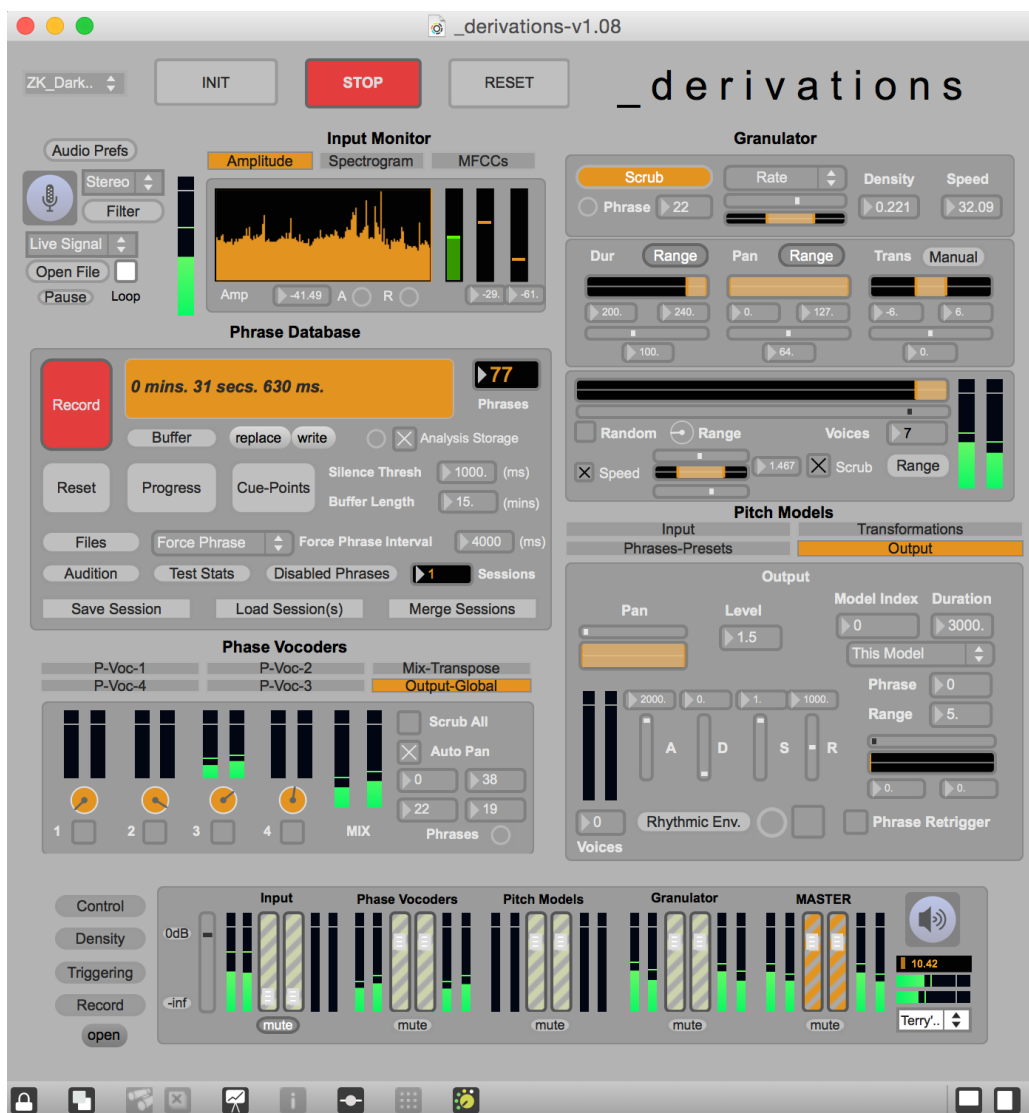 _derivations-v1.08
ZK_Dark..
INIT
STOP
RESET
_derivations
Audio Prefs
Stereo
Filter
Live Signal
Open File
Pause
Loop
Input Monitor
Amplitude
Spectrogram
MFCCs
Amp
-41.49
A
R
-29.
-61.
Granulator
Scrub
Rate
Density
Speed
Phrase
22
0.221
32.09
Dur
Range
Pan
Range
Trans
Manual
200.
240.
0.
127.
-6.
6.
100.
64.
0.
Random
Range
Voices
7
Speed
1.467
Scrub
Range
Phrase Database
Record
0 mins. 31 secs. 630 ms.
77
Phrases
Buffer
replace
write
Analysis Storage
Reset
Progress
Cue-Points
Silence Thresh
1000.
(ms)
Buffer Length
15.
(mins)
Files
Force Phrase
Force Phrase Interval
4000
(ms)
Audition
Test Stats
Disabled Phrases
1
Sessions
Save Session
Load Session(s)
Merge Sessions
Pitch Models
Input
Transformations
Phrases-Presets
Output
Output
Pan
Level
1.5
Model Index
Duration
0
3000.
This Model
Phrase
0
Range
5.
2000.
0.
1.
1000.
A
D
S
R
0.
0.
0
Voices
Rhythmic Env.
Phrase Retrigger
Phase Vocoders
P-Voc-1
P-Voc-2
Mix-Transpose
P-Voc-4
P-Voc-3
Output-Global
Scrub All
Auto Pan
0
38
22
19
1
2
3
4
MIX
Phrases
Control
Density
Triggering
Record
open
0dB
-inf
Input
mute
Phase Vocoders
mute
Pitch Models
mute
Granulator
mute
MASTER
mute
10.42
Terry'..